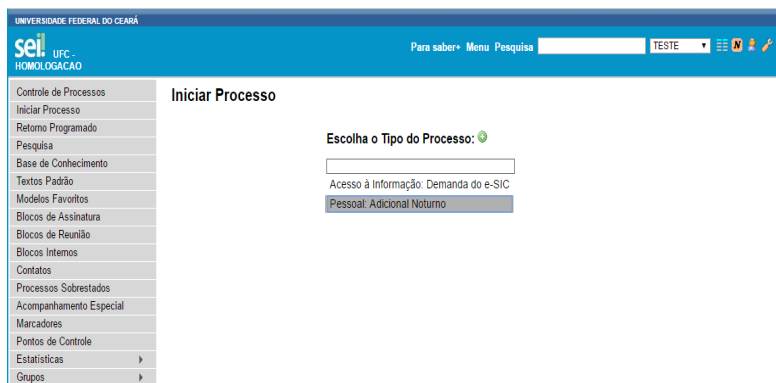 UNIVERSIDADE FEDERAL DO CEARÁ
sei! UFC -
HOMOLOGACAO
Para saber+ Menu Pesquisa
TESTE
N
Controle de Processos
Iniciar Processo
Retorno Programado
Pesquisa
Base de Conhecimento
Textos Padrão
Modelos Favoritos
Blocos de Assinatura
Blocos de Reunião
Blocos Internos
Contatos
Processos Sobrestados
Acompanhamento Especial
Marcadores
Pontos de Controle
Estatísticas
Grupos
Iniciar Processo
Escolha o Tipo do Processo:
Acesso à Informação: Demanda do e-SIC
Pessoal: Adicional Noturno